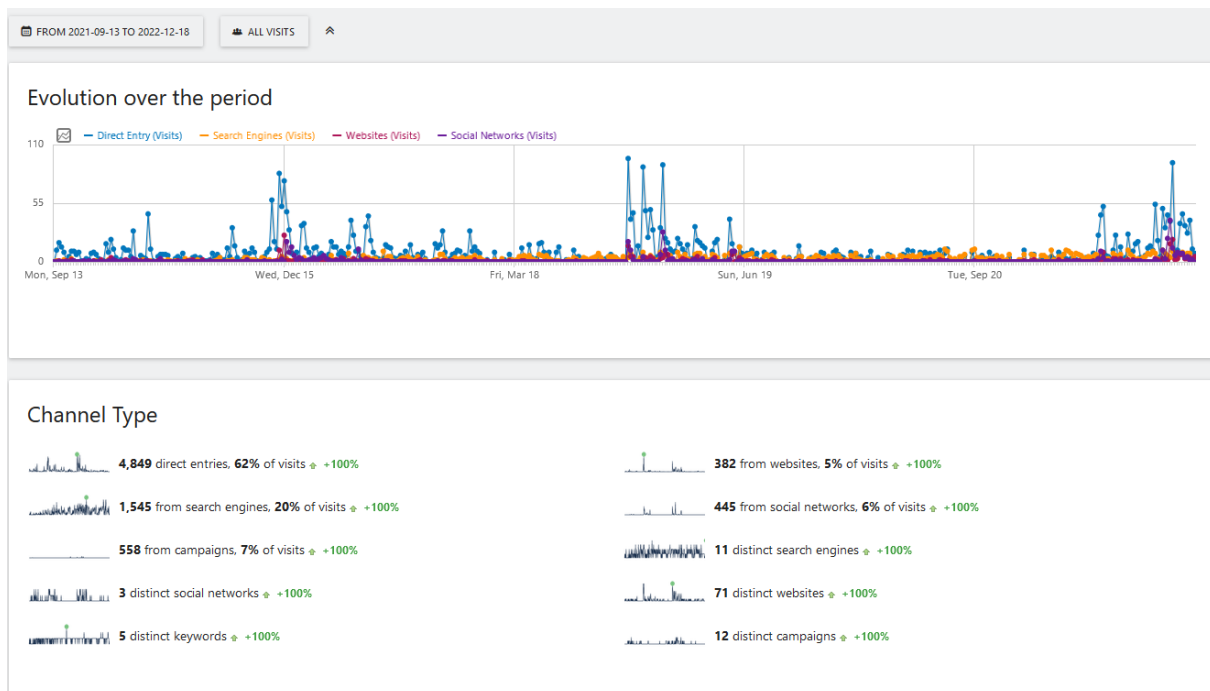 FROM 2021-09-13 TO 2022-12-18 ALL VISITS
Evolution over the period
Direct Entry (Visits) Search Engines (Visits) Websites (Visits) Social Networks (Visits)
110
55
0
Mon, Sep 13 Wed, Dec 15 Fri, Mar 18 Sun, Jun 19 Tue, Sep 20
Channel Type
4,849 direct entries, 62% of visits +100%
382 from websites, 5% of visits +100%
1,545 from search engines, 20% of visits +100%
445 from social networks, 6% of visits +100%
558 from campaigns, 7% of visits +100%
11 distinct search engines +100%
3 distinct social networks +100%
71 distinct websites +100%
5 distinct keywords +100%
12 distinct campaigns +100%